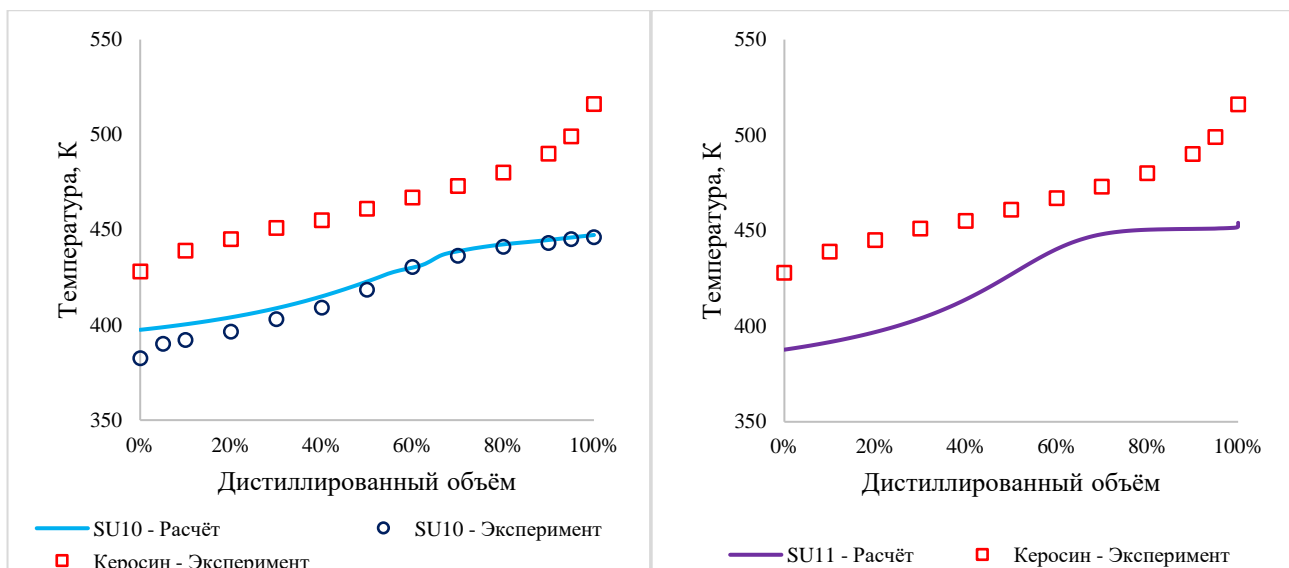 550
500
450
400
350
Температура, К
0%
20%
40%
60%
80%
100%
Дистиллированный объём
SU10 - Расчёт
SU10 - Эксперимент
Керосин - Эксперимент
550
500
450
400
350
Температура, К
0%
20%
40%
60%
80%
100%
Дистиллированный объём
SU11 - Расчёт
Керосин - Эксперимент